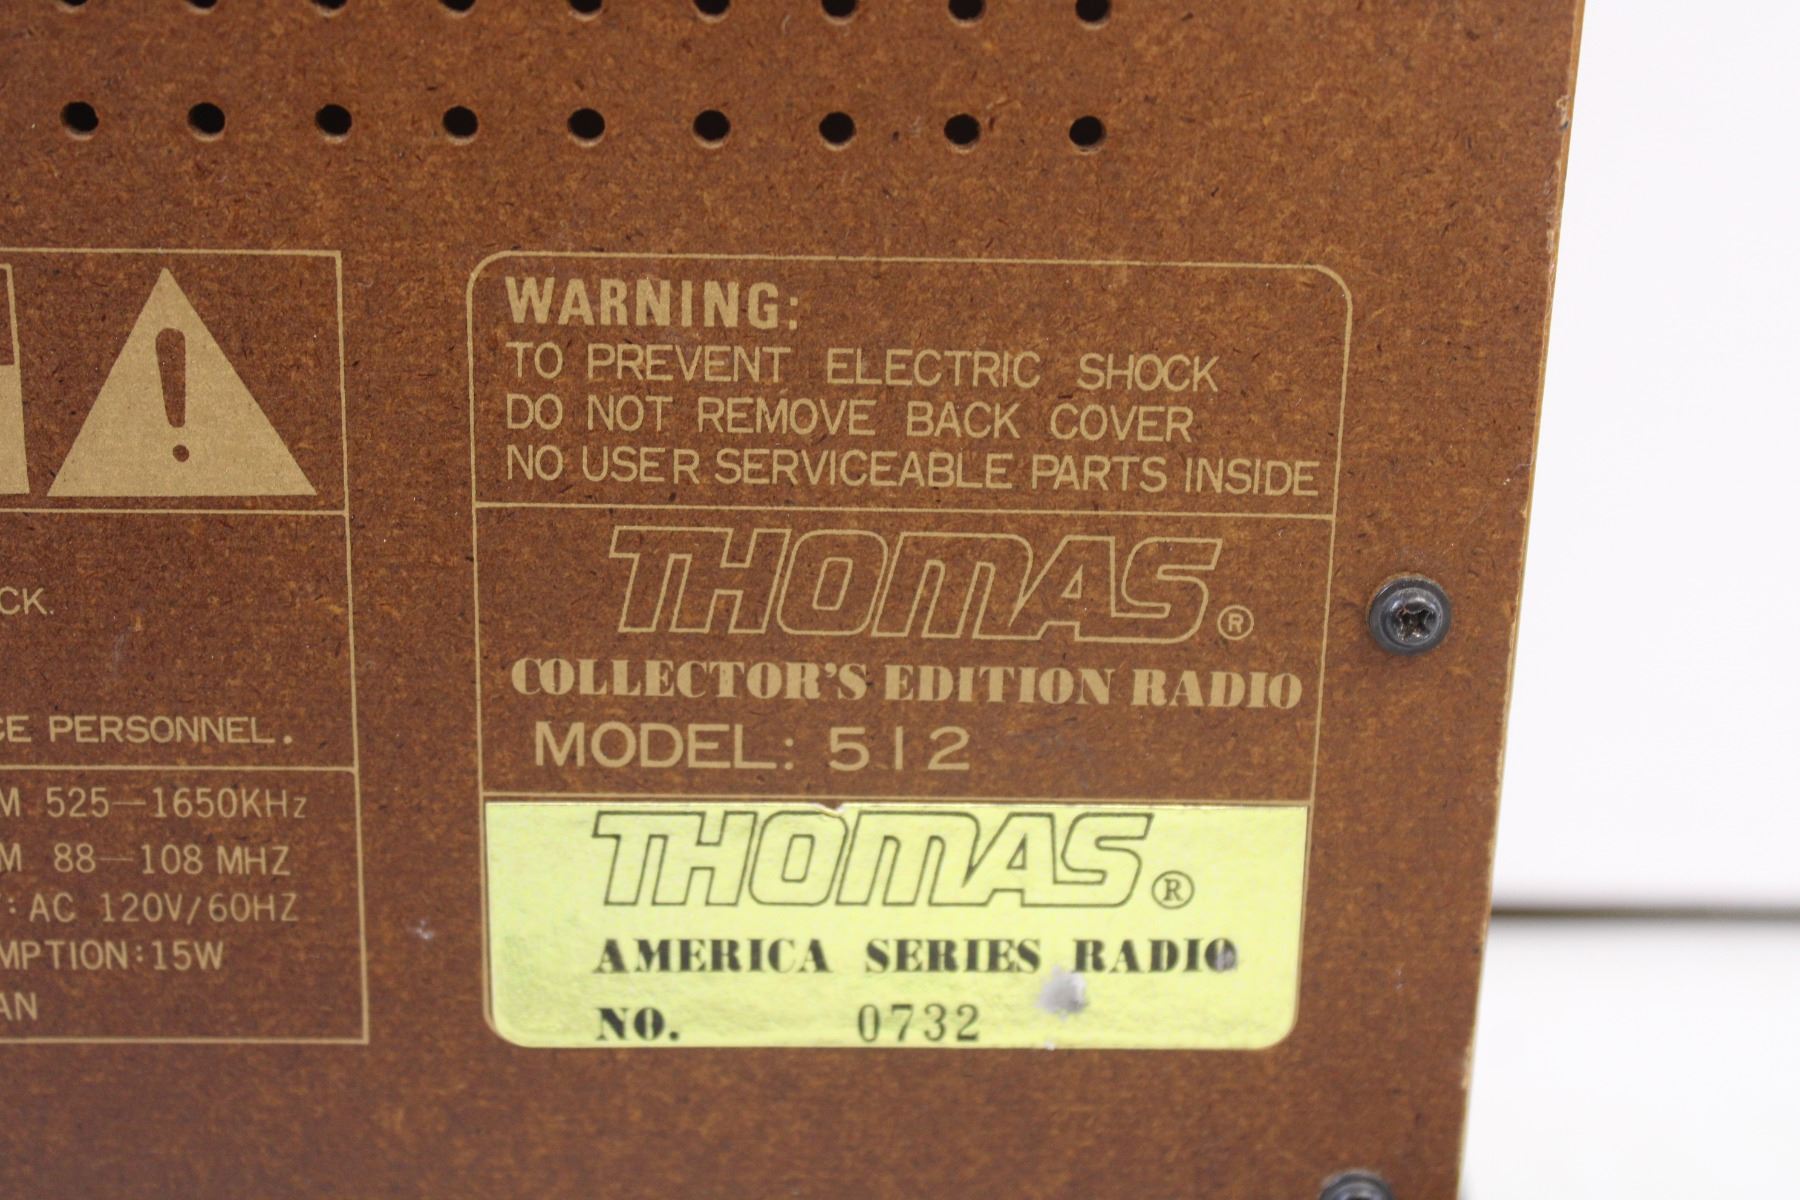 CK.
CE PERSONNEL.
M 525—1650KHz
M 88—108 MHZ
: AC 120V/60HZ
MPTION: 15W
AN
WARNING:
TO PREVENT ELECTRIC SHOCK
DO NOT REMOVE BACK COVER
NO USER SERVICEABLE PARTS INSIDE
THOMAS®
COLLECTOR'S EDITION RADIO
MODEL: 512
THOMAS®
AMERICA SERIES RADIO
NO. 0732